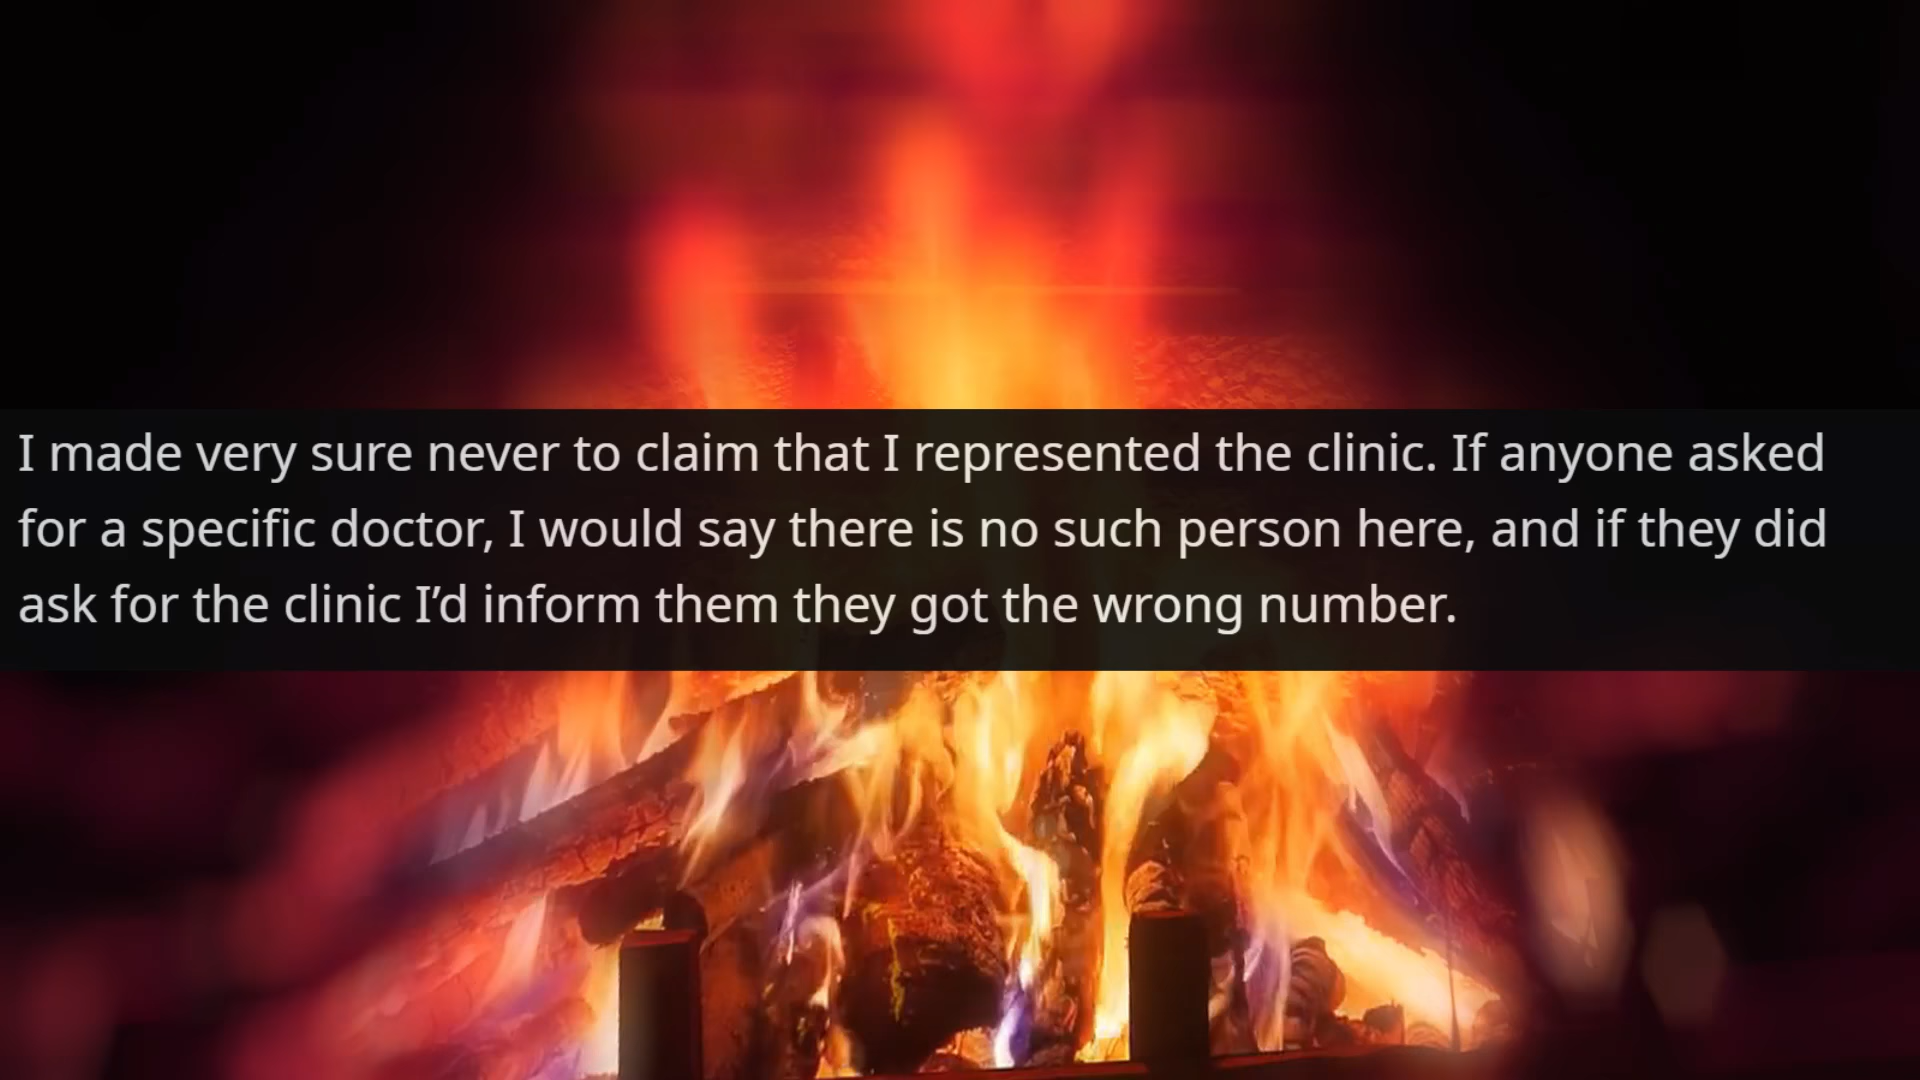 I made very sure never to claim that I represented the clinic. If anyone asked
for a specific doctor, I would say there is no such person here, and if they did
ask for the clinic I’d inform them they got the wrong number.